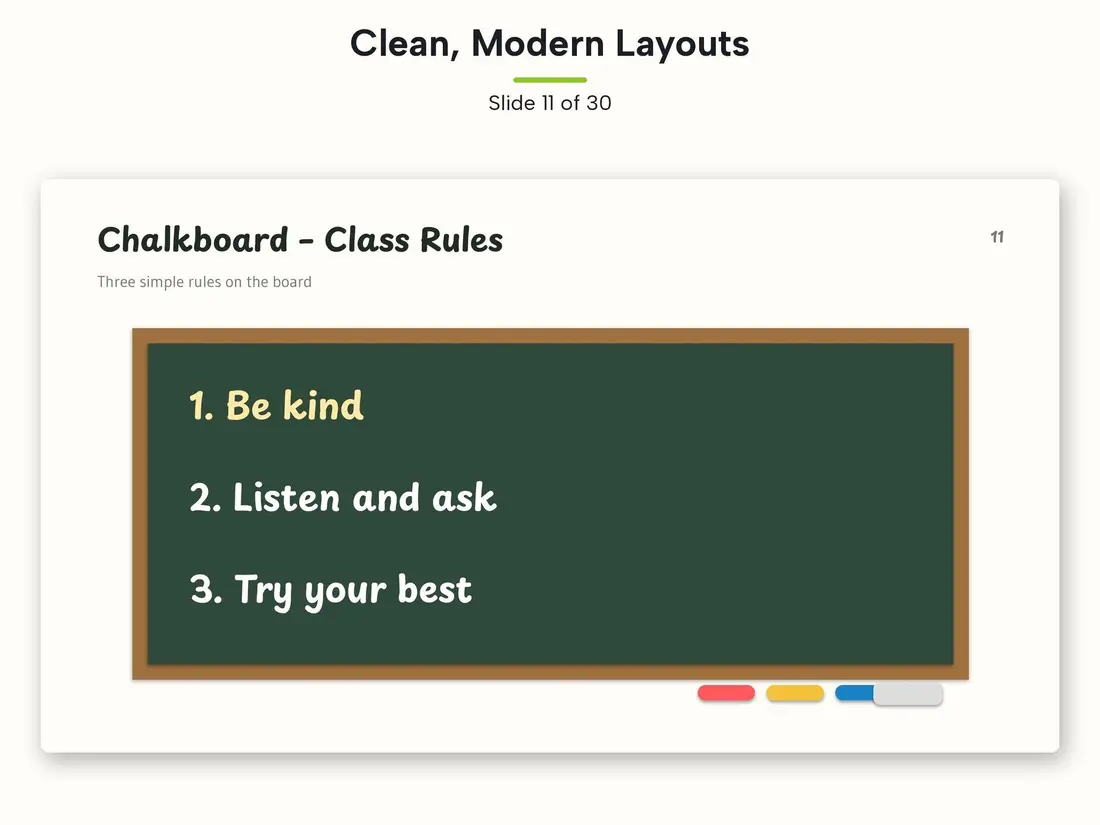 Clean, Modern Layouts
Slide 11 of 30
Chalkboard - Class Rules
11
Three simple rules on the board
1. Be kind
2. Listen and ask
3. Try your best